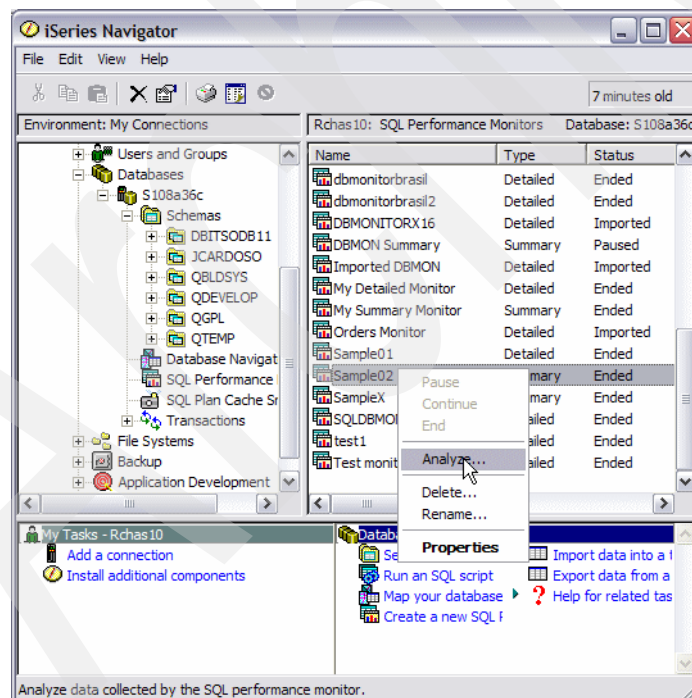 iSeries Navigator
File Edit View Help
7 minutes old
Environment: My Connections
Rchas10: SQL Performance Monitors Database: S108a36c
Users and Groups
Databases
S108a36c
Schemas
DBITSODB11
JCARDOSO
QBLDSYS
QDEVELOP
QGPL
QTEMP
Database Navigat
SQL Performance
SQL Plan Cache Sr
Transactions
File Systems
Backup
Application Development
Name Type Status
dbmonitorbrasil Detailed Ended
dbmonitorbrasil2 Detailed Ended
DBMONITORX16 Detailed Imported
DBMON Summary Summary Paused
Imported DBMON Detailed Imported
My Detailed Monitor Detailed Ended
My Summary Monitor Summary Ended
Orders Monitor Detailed Imported
Sample01 Detailed Ended
Sample02 mary Ended
SampleX mary Ended
SQLDBMO ailed Ended
test1 ailed Ended
Test monit ailed Ended
Pause
Continue
End
Analyze...
Delete...
Rename...
Properties
My Tasks - Rchas10
Add a connection
Install additional components
Datab
Se
Run an SQL script
Map your database
Create a new SQL P
Import data into a t
Export data from a
Help for related tas
Analyze data collected by the SQL performance monitor.